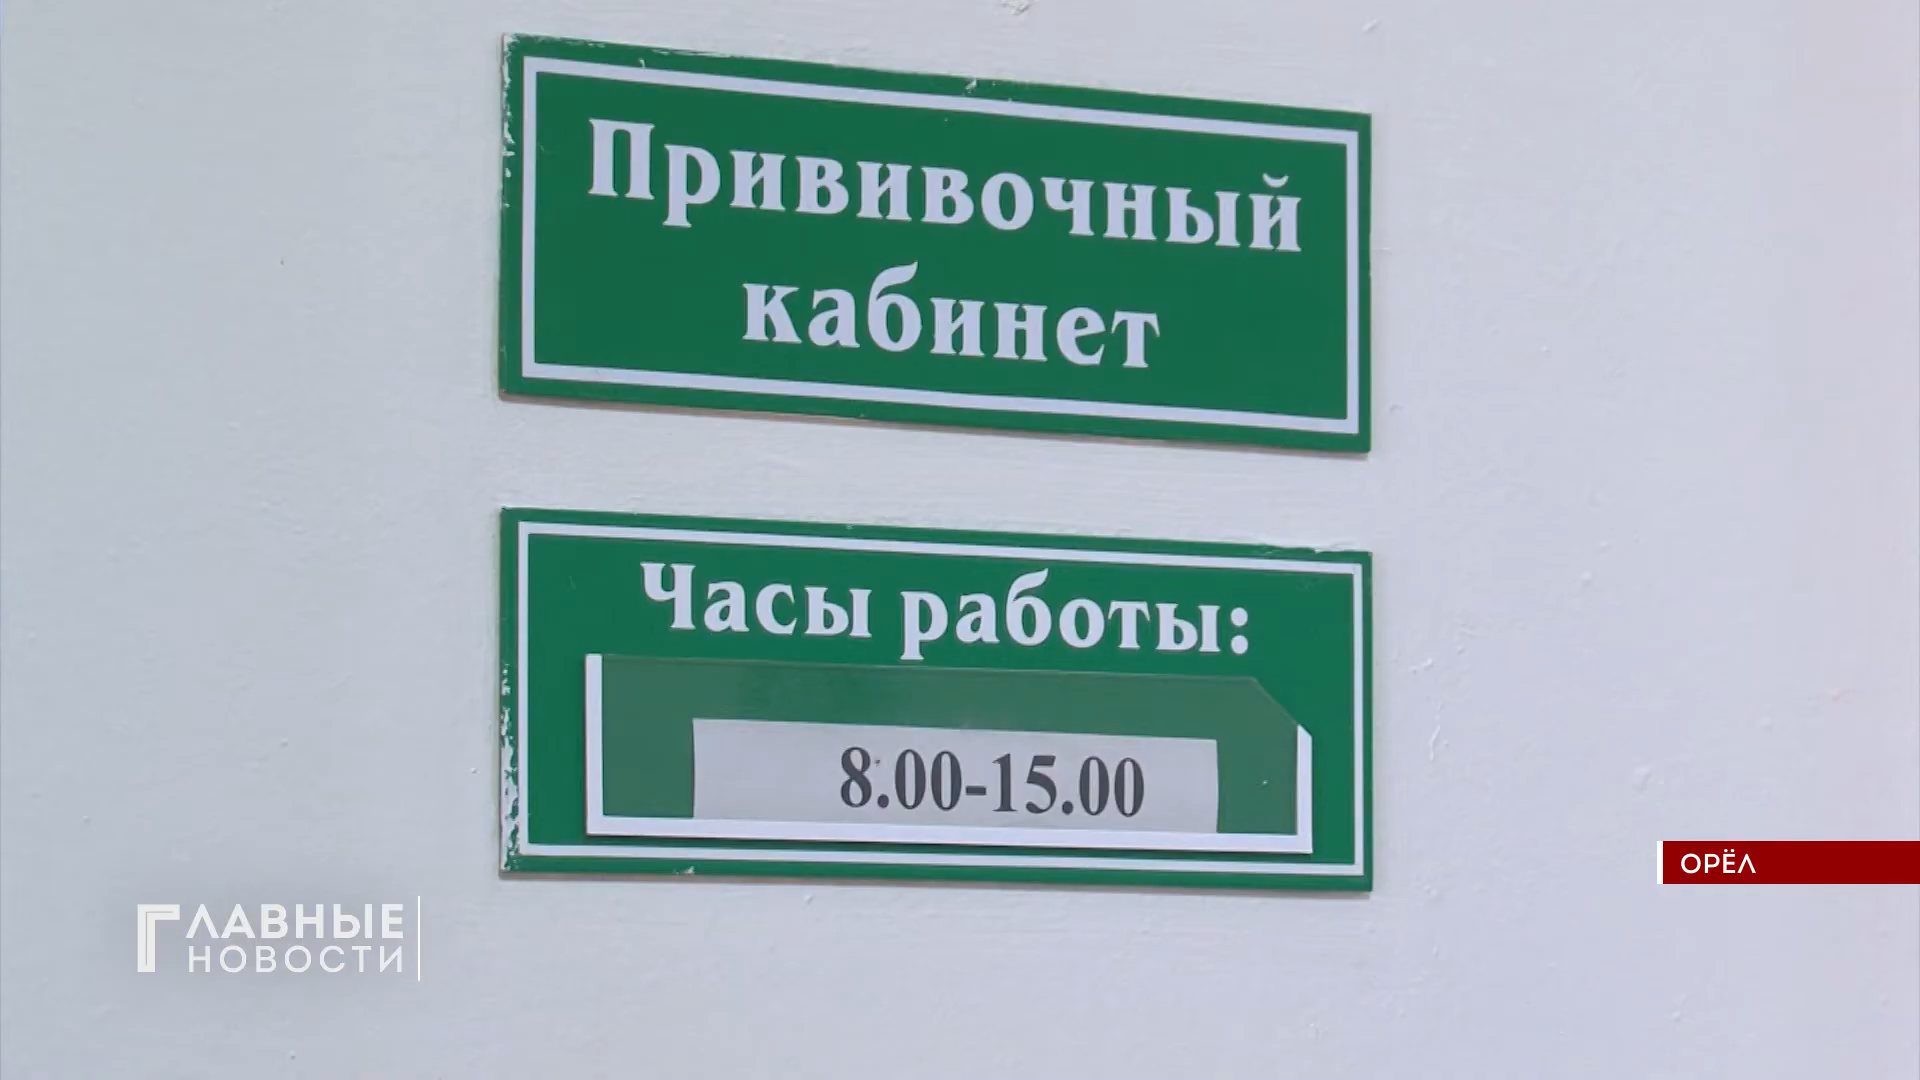 Прививочный
кабинет
Часы работы:
8.00-15.00
ОРЁЛ
ГЛАВНЫЕ
НОВОСТИ